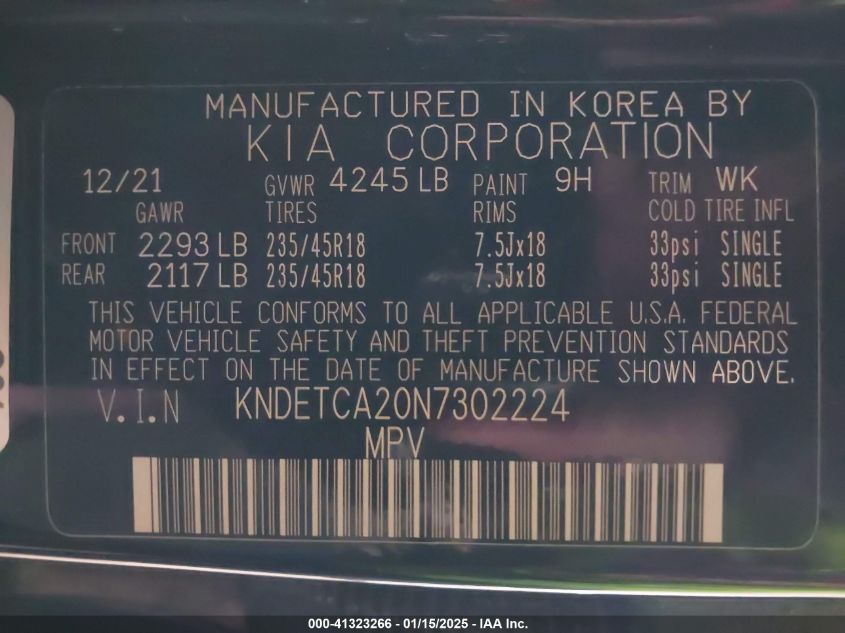 MANUFACTURED IN KOREA BY
KIA CORPORATION
12/21 GVWR 4245 LB PAINT 9H TRIM WK
GAWR TIRES RIMS COLD TIRE INFL
FRONT 2293 LB 235/45R18 7.5Jx18 33psi SINGLE
REAR 2117 LB 235/45R18 7.5Jx18 33psi SINGLE
THIS VEHICLE CONFORMS TO ALL APPLICABLE U.S.A. FEDERAL
MOTOR VEHICLE SAFETY AND THEFT PREVENTION STANDARDS
IN EFFECT ON THE DATE OF MANUFACTURE SHOWN ABOVE.
V.I.N KNDETCA20N7302224
MPV
000-41323266 - 01/15/2025 - IAA Inc.